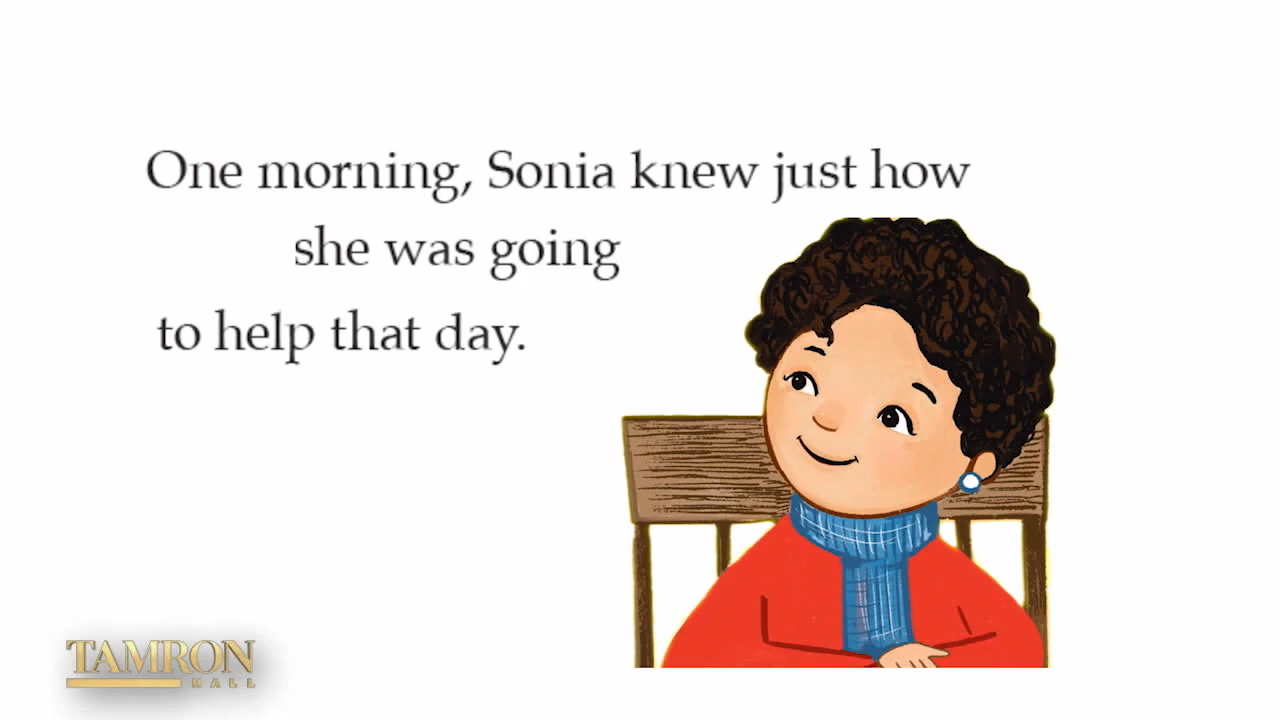 One morning, Sonia knew just how
she was going
to help that day.
TAMRON
HALL